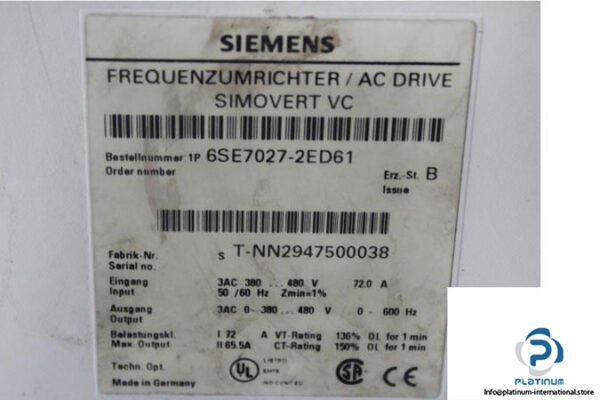 SIEMENS
FREQUENZUMRICHTER / AC DRIVE
SIMOVERT VC
Bestellnummer 1P 6SE7027-2ED61
Order number
Erz.-St. B
Issue
Fabrik-Nr. S T-NN2947500038
Serial no.
Eingang 3AC 380 ... 480 V 72.0 A
Input 50 /60 Hz Zmin=1%
Ausgang 3AC 0- 380 ... 480 V 0 - 600 Hz
Output
Belastungskl. I 72 A VT-Rating 136% OL for 1 min
Max. Output II 65.5A CT-Rating 150% OL for 1 min
Techn. Opt.
Made in Germany
UL
LISTED
SA
CE
PLATINUM
info@platinum-international.store